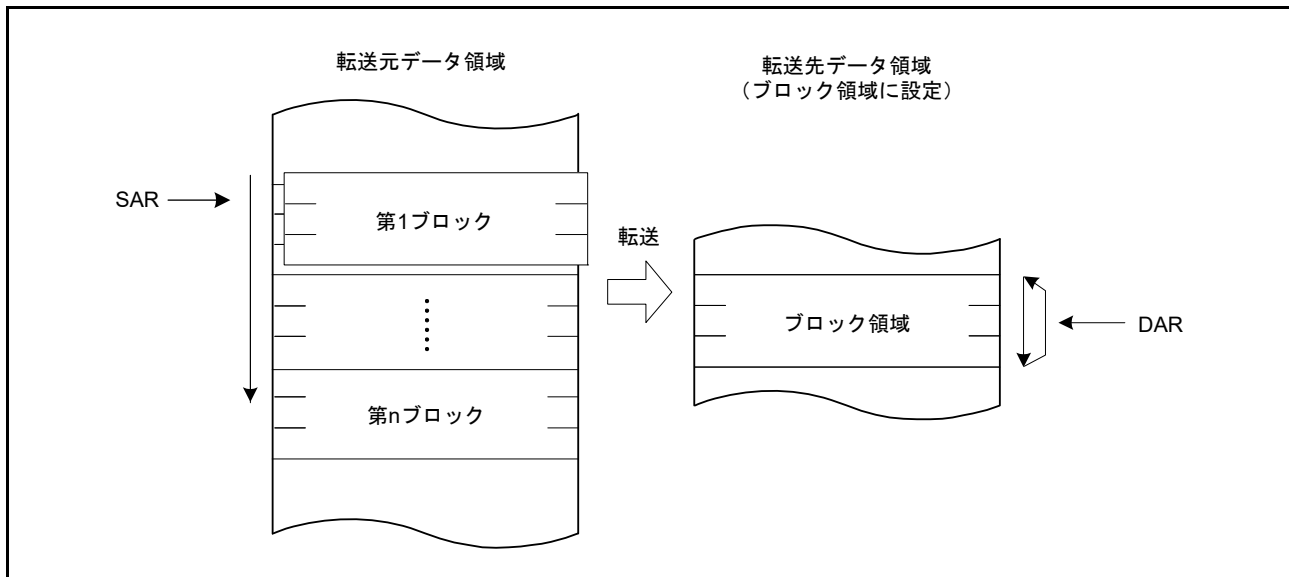 転送元データ領域
転送先データ領域
（ブロック領域に設定）
SAR
第1ブロック
転送
ブロック領域
DAR
第nブロック